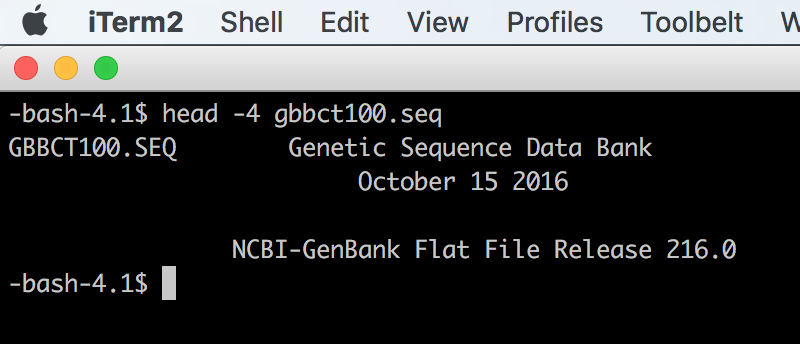 iTerm2 Shell Edit View Profiles Toolbelt W
-bash-4.1$ head -4 gbbct100.seq
GBBCT100.SEQ Genetic Sequence Data Bank
October 15 2016
NCBI-GenBank Flat File Release 216.0
-bash-4.1$